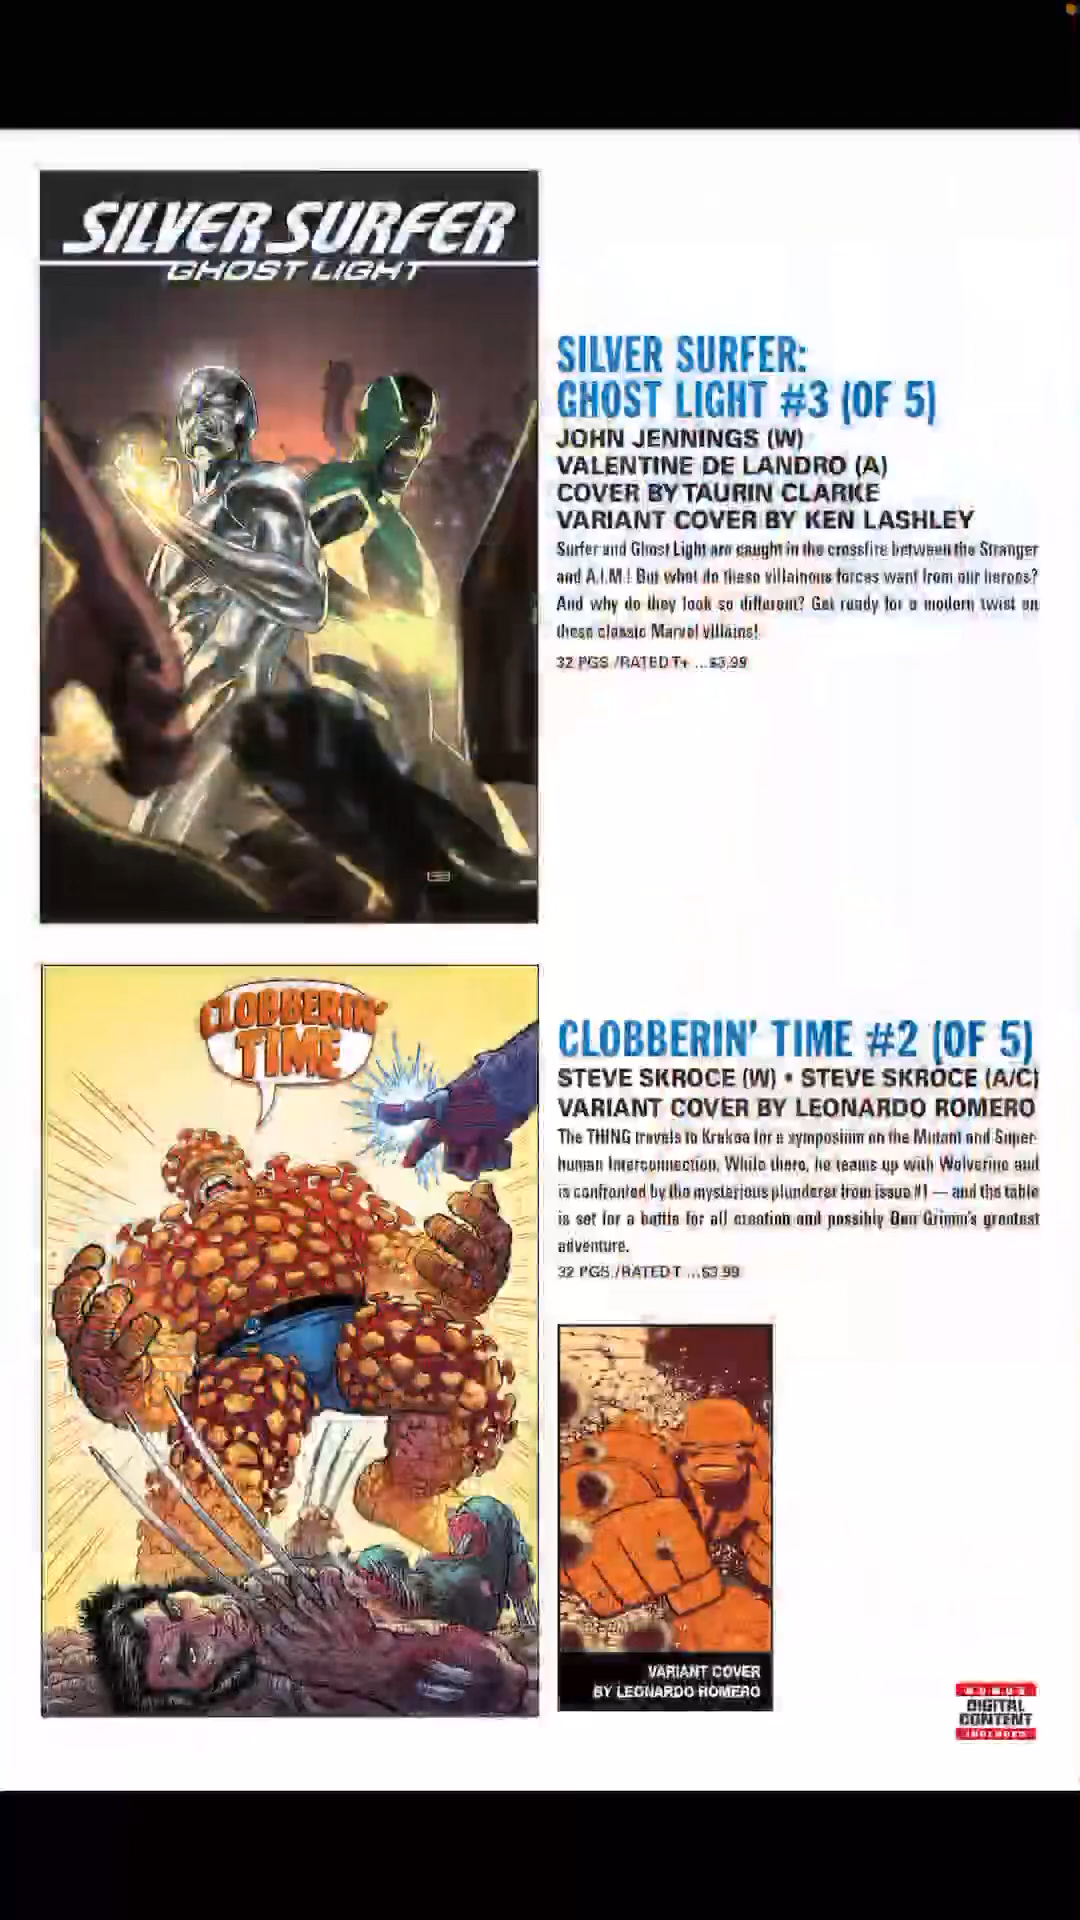 SILVER SURFER
GHOST LIGHT
SILVER SURFER:
GHOST LIGHT #3 (OF 5)
JOHN JENNINGS (W)
VALENTINE DE LANDRO (A)
COVER BY TAURIN CLARKE
VARIANT COVER BY KEN LASHLEY
Surfer and Ghost Light are caught in the crossfire between the Stranger
and A.I.M.! But what do these villainous forces want from our heroes?
And why do they look so different? Get ready for a modern twist on
these classic Marvel villains!
32 PGS./RATED T+ ...$3.99
CLOBBERIN'
TIME
CLOBBERIN' TIME #2 (OF 5)
STEVE SKROCE (W) • STEVE SKROCE (A/C)
VARIANT COVER BY LEONARDO ROMERO
The THING travels to Krakoa for a symposium on the Mutant and Super-
human Interconnection. While there, he teams up with Wolverine and
is confronted by the mysterious plunderer from issue #1 — and the table
is set for a battle for all creation and possibly Ben Grimm's greatest
adventure.
32 PGS./RATED T ...$3.99
VARIANT COVER
BY LEONARDO ROMERO
BONUS
DIGITAL
CONTENT
INCLUDED